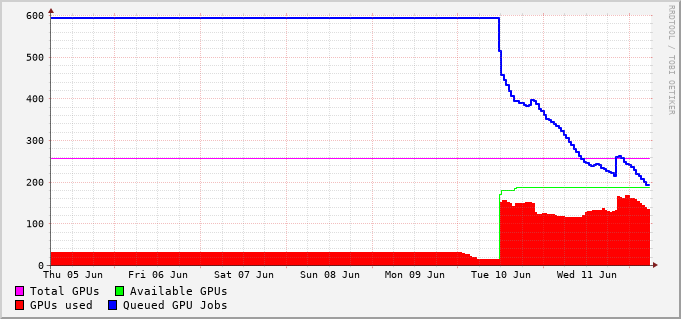 600
500
400
300
200
100
0
Thu 05 Jun Fri 06 Jun Sat 07 Jun Sun 08 Jun Mon 09 Jun Tue 10 Jun Wed 11 Jun
Total GPUs Available GPUs
GPUs used Queued GPU Jobs
RRDTOOL / TOBI OETIKER